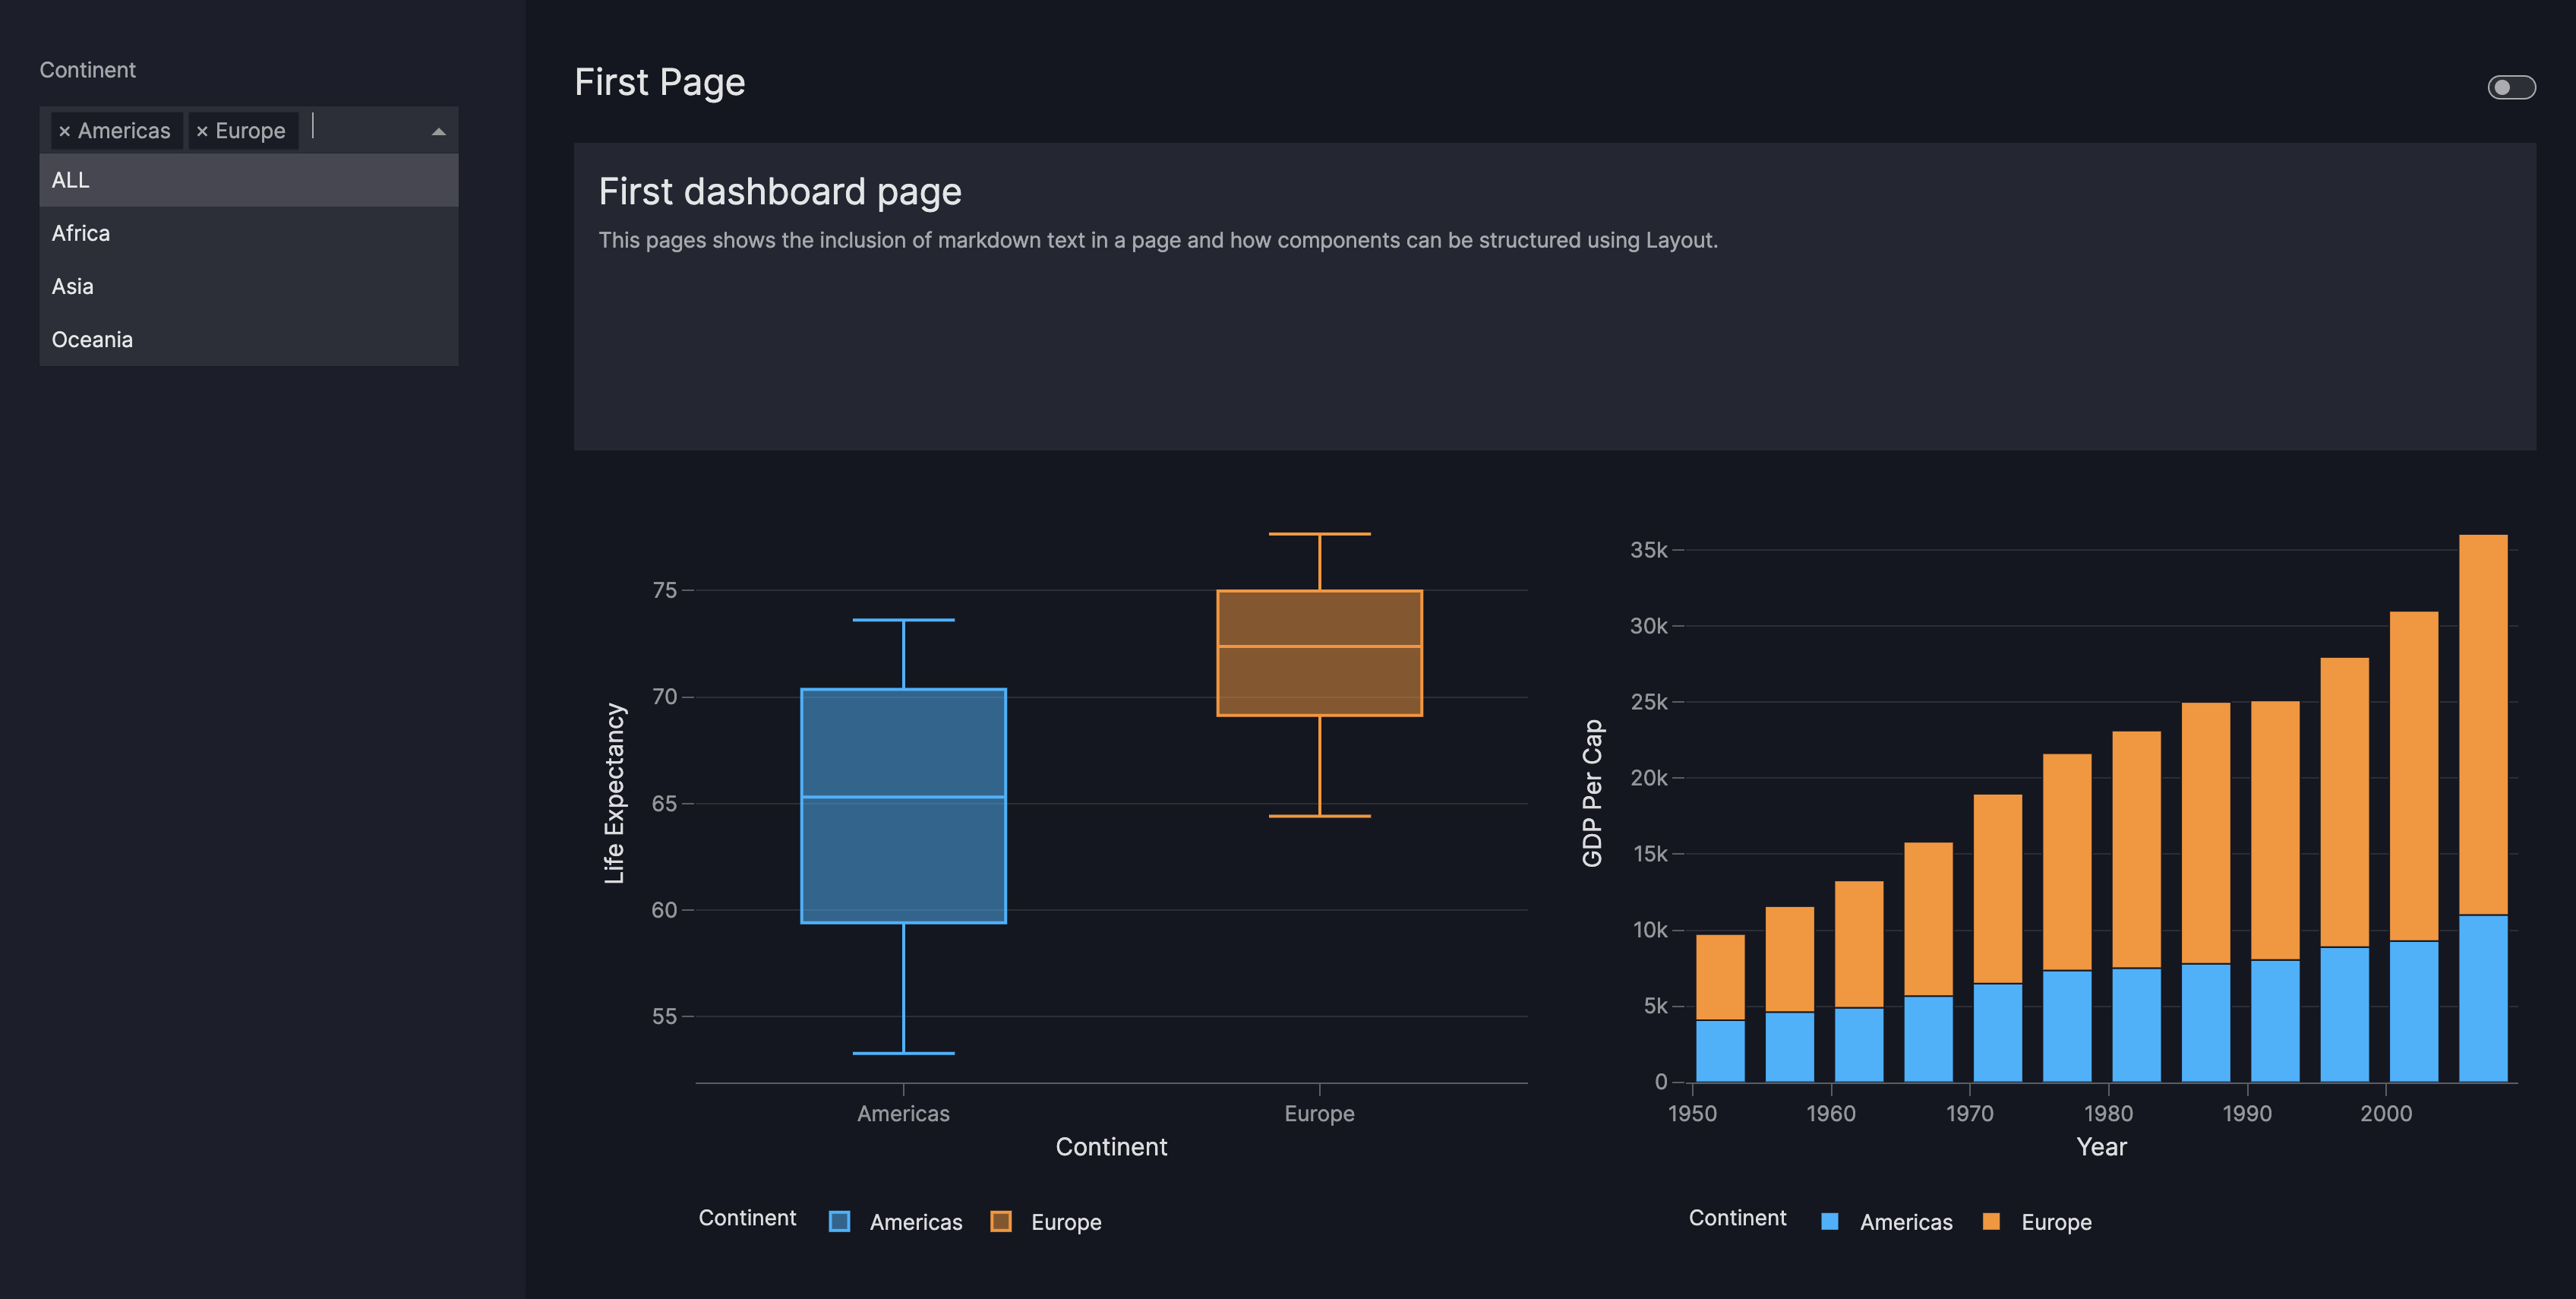 Continent
× Americas × Europe
ALL
Africa
Asia
Oceania
First Page
First dashboard page
This pages shows the inclusion of markdown text in a page and how components can be structured using Layout.
Life Expectancy
75
70
65
60
55
Americas Europe
Continent
Continent Americas Europe
GDP Per Cap
35k
30k
25k
20k
15k
10k
5k
0
1950 1960 1970 1980 1990 2000
Year
Continent Americas Europe